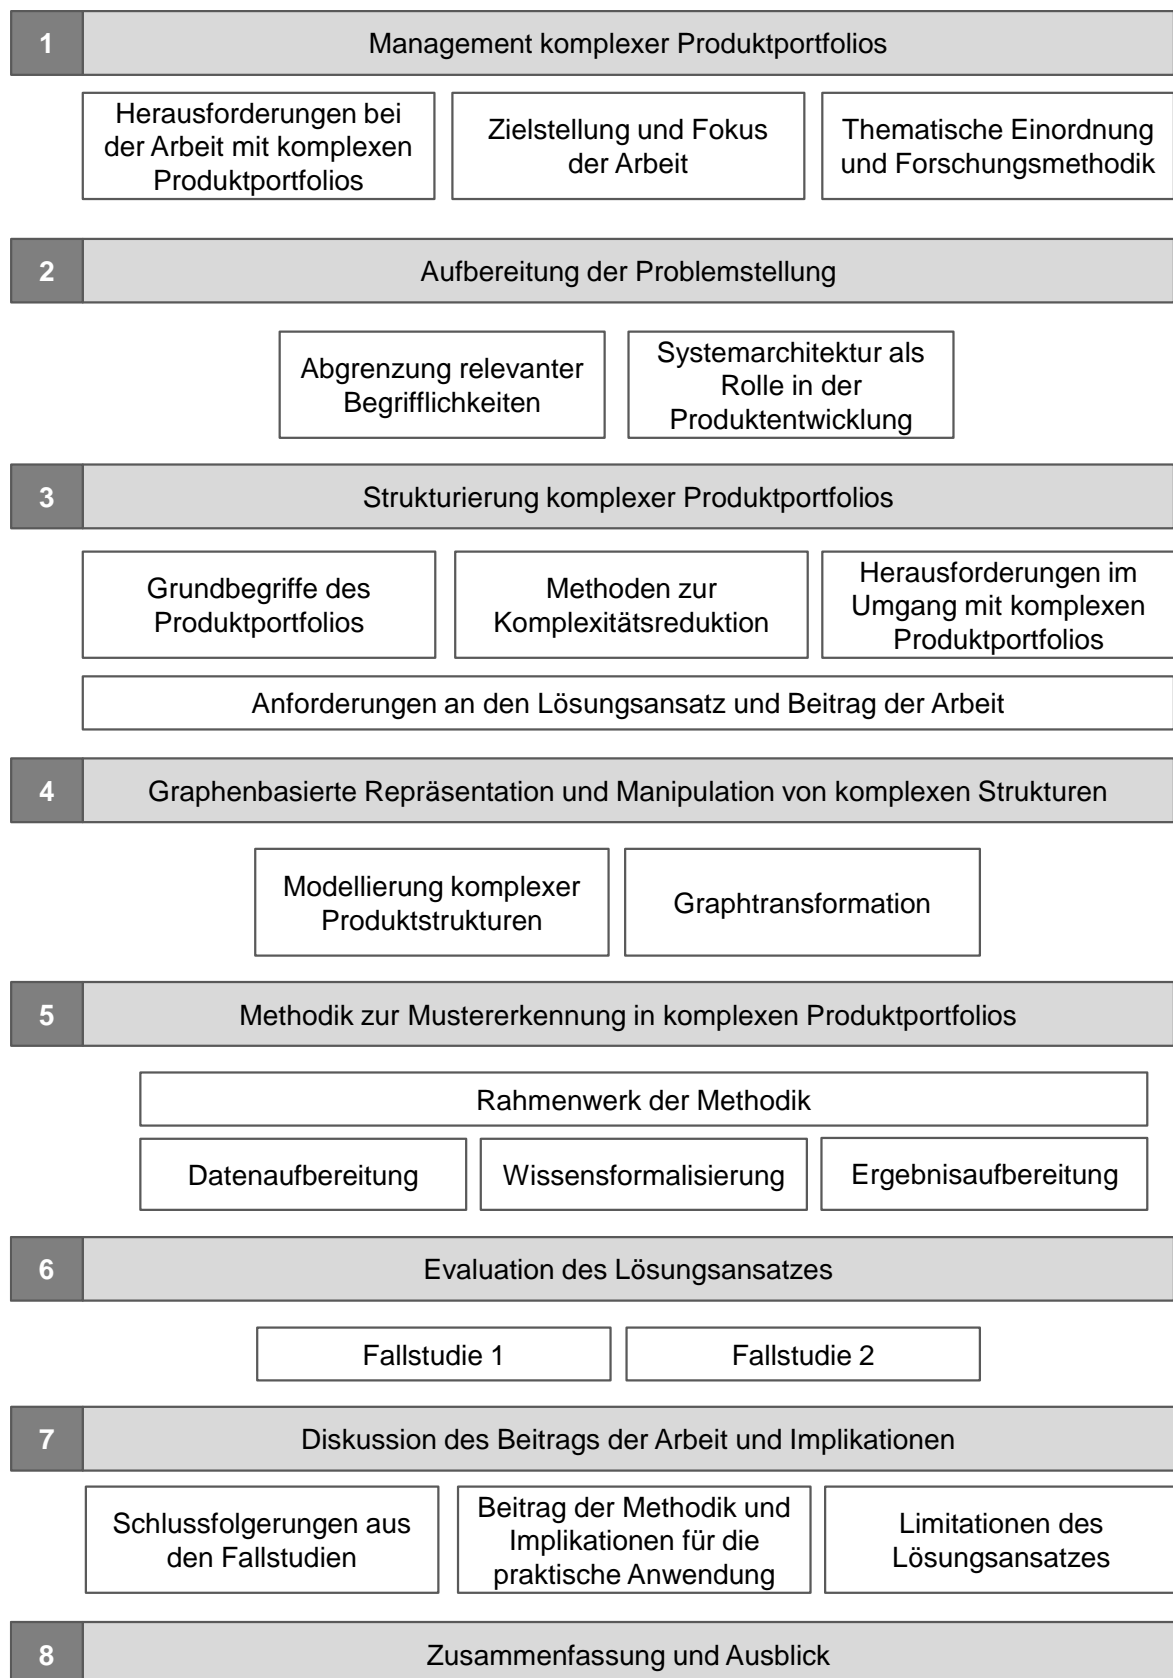 1
Management komplexer Produktportfolios
Herausforderungen bei
der Arbeit mit komplexen
Produktportfolios
Zielstellung und Fokus
der Arbeit
Thematische Einordnung
und Forschungsmethodik
2
Aufbereitung der Problemstellung
Abgrenzung relevanter
Begrifflichkeiten
Systemarchitektur als
Rolle in der
Produktentwicklung
3
Strukturierung komplexer Produktportfolios
Grundbegriffe des
Produktportfolios
Methoden zur
Komplexitätsreduktion
Herausforderungen im
Umgang mit komplexen
Produktportfolios
Anforderungen an den Lösungsansatz und Beitrag der Arbeit
4
Graphenbasierte Repräsentation und Manipulation von komplexen Strukturen
Modellierung komplexer
Produktstrukturen
Graphtransformation
5
Methodik zur Mustererkennung in komplexen Produktportfolios
Rahmenwerk der Methodik
Datenaufbereitung
Wissensformalisierung
Ergebnisaufbereitung
6
Evaluation des Lösungsansatzes
Fallstudie 1
Fallstudie 2
7
Diskussion des Beitrags der Arbeit und Implikationen
Schlussfolgerungen aus
den Fallstudien
Beitrag der Methodik und
Implikationen für die
praktische Anwendung
Limitationen des
Lösungsansatzes
8
Zusammenfassung und Ausblick